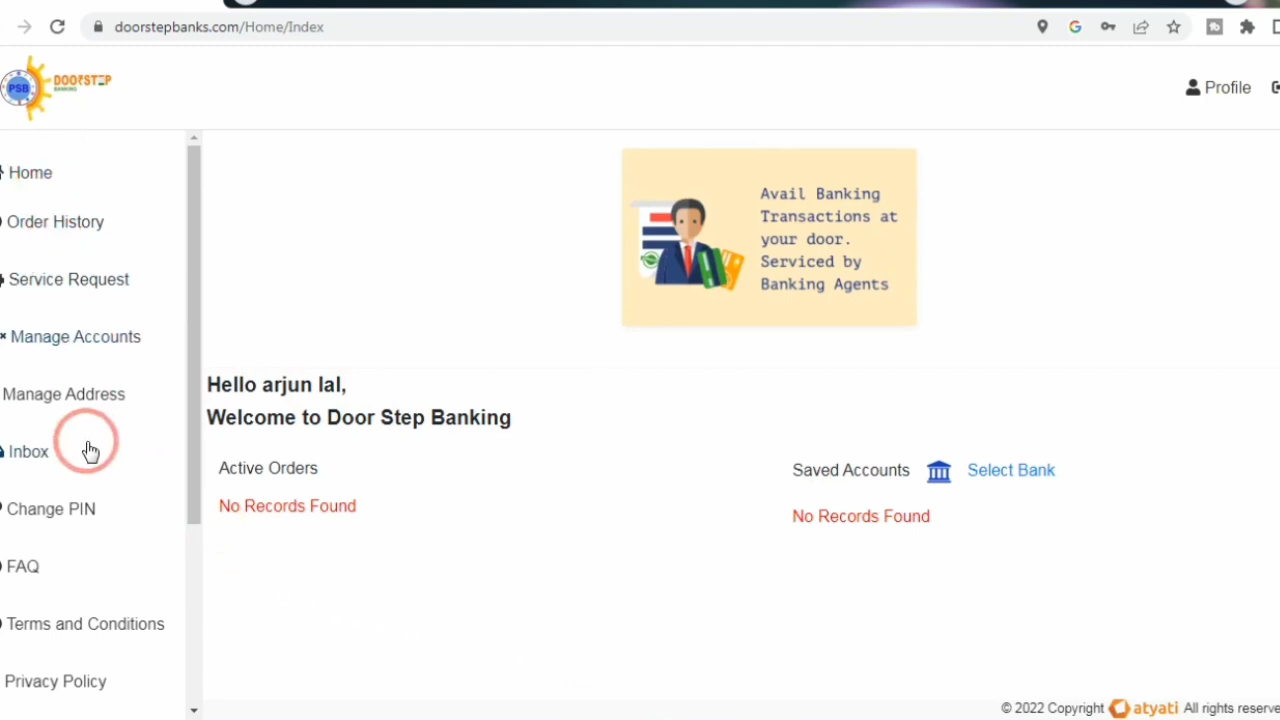 doorstepbanks.com/Home/Index
PSB
DOORSTEP
BANKING
Profile
Home
Order History
Service Request
Manage Accounts
Manage Address
Inbox
Change PIN
FAQ
Terms and Conditions
Privacy Policy
Avail Banking
Transactions at
your door.
Serviced by
Banking Agents
Hello arjun lal,
Welcome to Door Step Banking
Active Orders
No Records Found
Saved Accounts Select Bank
No Records Found
© 2022 Copyright atyati All rights reserve